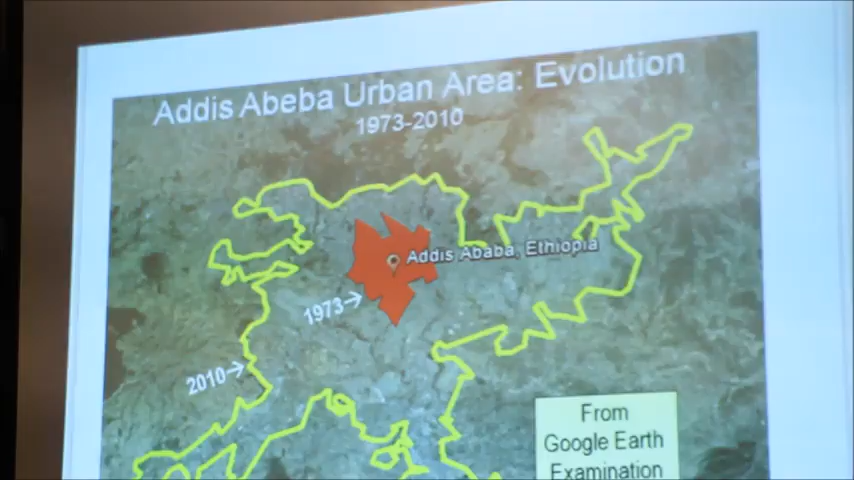 Addis Abeba Urban Area: Evolution
1973-2010
Addis Ababa, Ethiopia
1973→
2010→
From
Google Earth
Examination